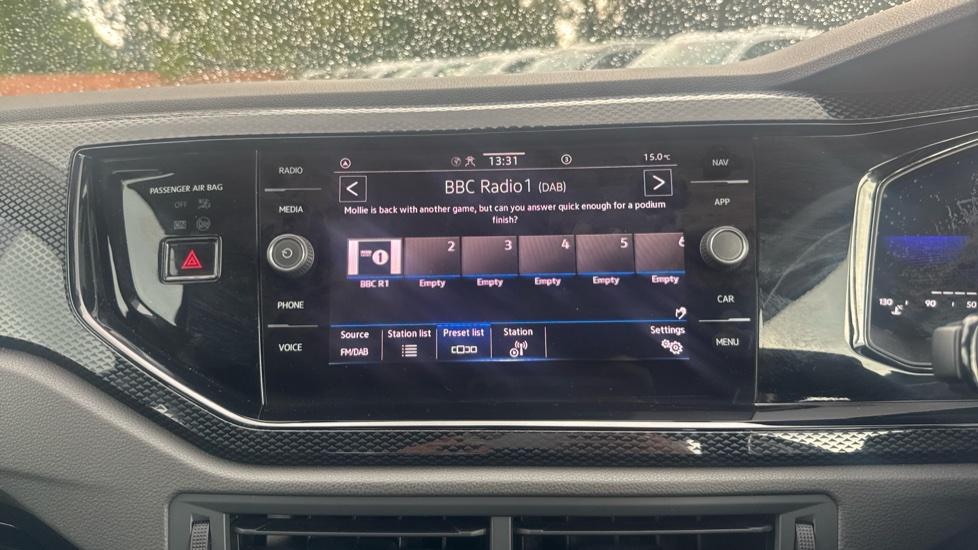 13:31
15.0°C
RADIO
NAV
BBC Radio1 (DAB)
PASSENGER AIR BAG
OFF
MEDIA
APP
Mollie is back with another game, but can you answer quick enough for a podium
finish?
1 2 3 4 5 6
BBC R1 Empty Empty Empty Empty Empty
PHONE
CAR
130 90 50
Source Station list Preset list Station Settings
FM/DAB
VOICE
MENU